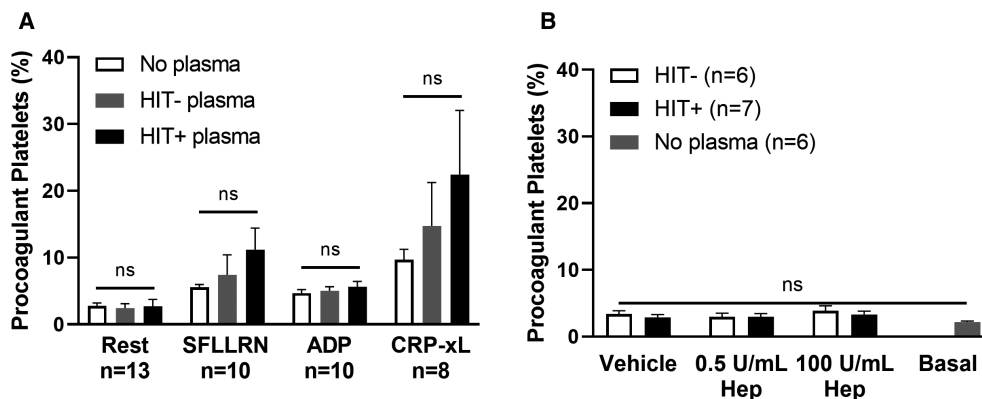 A
Procoagulant Platelets (%)
40
30
20
10
0
No plasma
HIT- plasma
HIT+ plasma
ns
ns
ns
ns
Rest
n=13
SFLLRN
n=10
ADP
n=10
CRP-xL
n=8
B
Procoagulant Platelets (%)
40
30
20
10
0
HIT- (n=6)
HIT+ (n=7)
No plasma (n=6)
ns
Vehicle
0.5 U/mL
Hep
100 U/mL
Hep
Basal